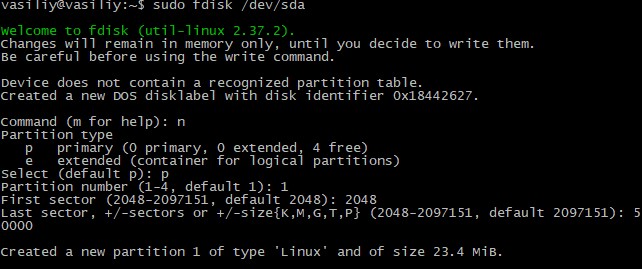 vasiliy@vasiliy:~$ sudo fdisk /dev/sda
Welcome to fdisk (util-linux 2.37.2).
Changes will remain in memory only, until you decide to write them.
Be careful before using the write command.
Device does not contain a recognized partition table.
Created a new DOS disklabel with disk identifier 0x18442627.
Command (m for help): n
Partition type
   p   primary (0 primary, 0 extended, 4 free)
   e   extended (container for logical partitions)
Select (default p): p
Partition number (1-4, default 1): 1
First sector (2048-2097151, default 2048): 2048
Last sector, +/-sectors or +/-size{K,M,G,T,P} (2048-2097151, default 2097151): 5
0000
Created a new partition 1 of type 'Linux' and of size 23.4 MiB.